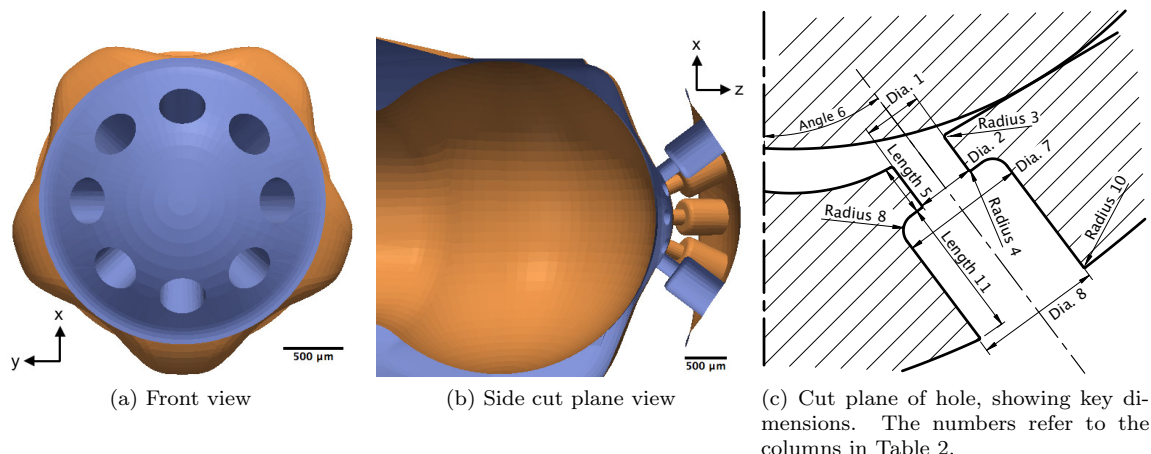 x
y
500 μm
(a) Front view
x
z
500 μm
(b) Side cut plane view
Dia. 1
Angle 6
Radius 3
Dia. 2
Dia. 7
Length 5
Radius 10
Radius 8
Radius 4
Length 11
Dia. 8
(c) Cut plane of hole, showing key di-
mensions. The numbers refer to the
columns in Table 2.